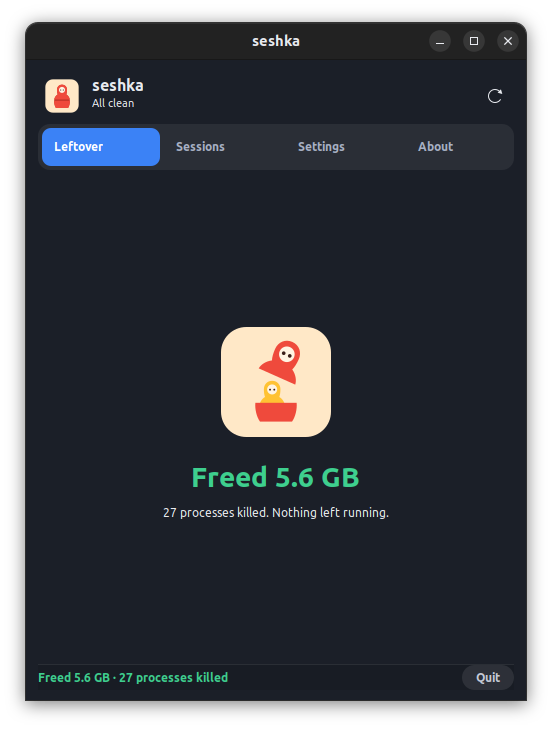 seshka
seshka
All clean
Leftover
Sessions
Settings
About
Freed 5.6 GB
27 processes killed. Nothing left running.
Freed 5.6 GB · 27 processes killed
Quit